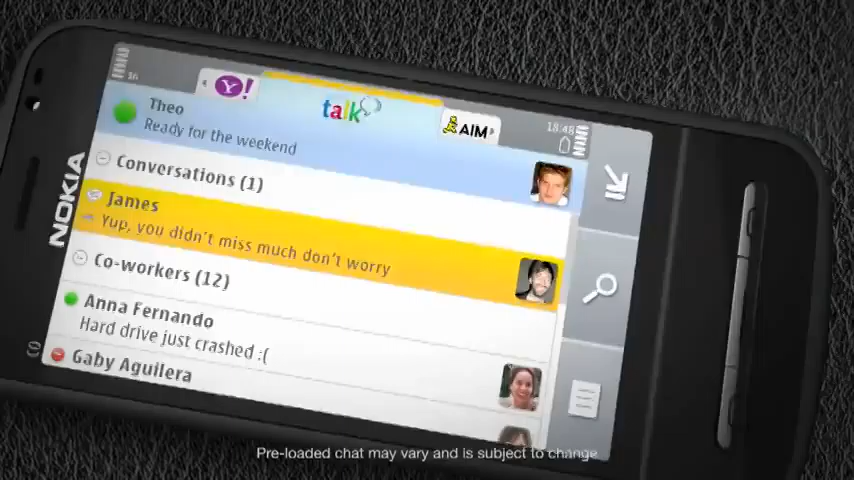 16
Y!
talk
AIM
18:48
Theo
Ready for the weekend
Conversations (1)
James
Yup, you didn't miss much don't worry
Co-workers (12)
Anna Fernando
Hard drive just crashed :(
Gaby Aguilera
NOKIA
Pre-loaded chat may vary and is subject to change